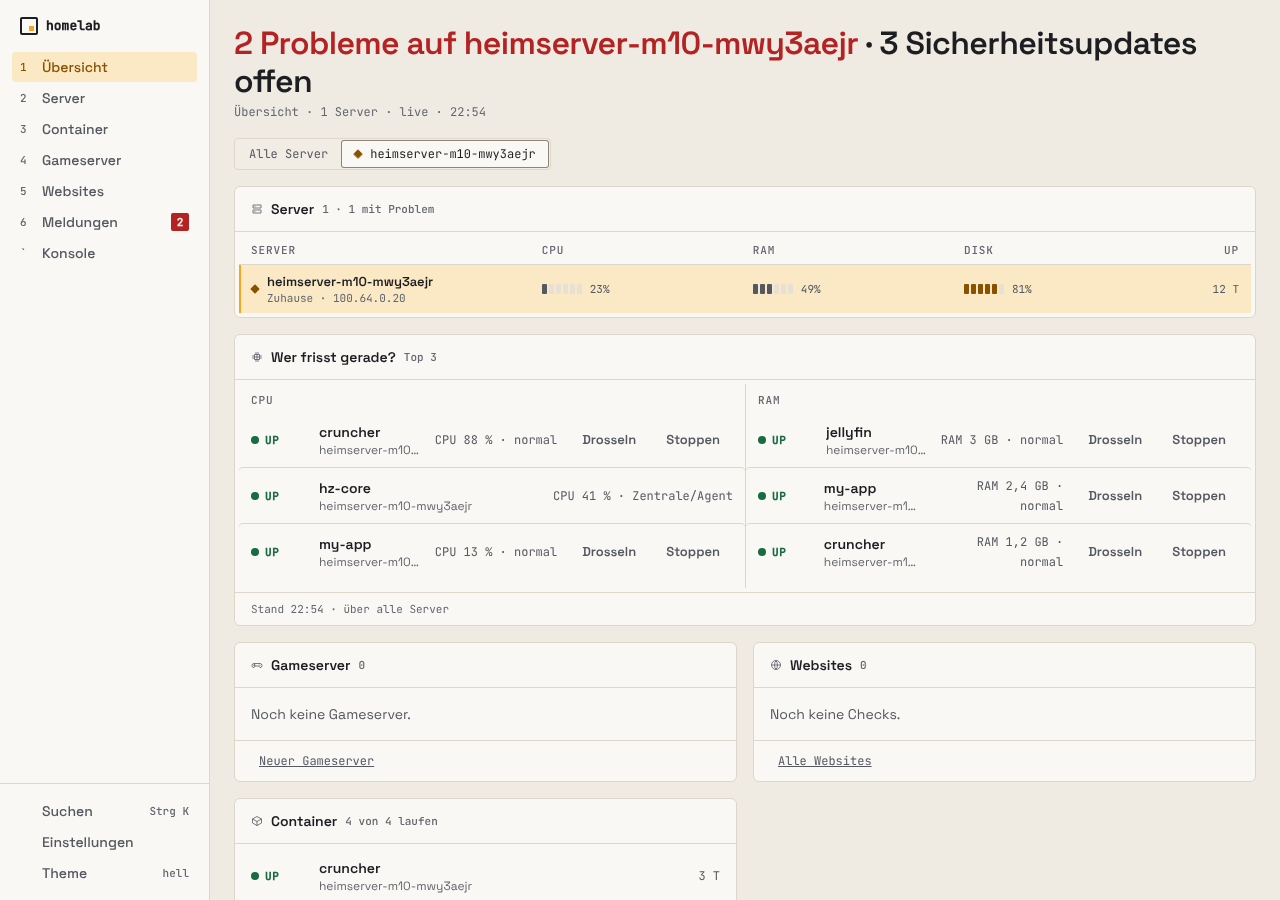 homelab
1 Übersicht
2 Server
3 Container
4 Gameserver
5 Websites
6 Meldungen 2
` Konsole
Suchen Strg K
Einstellungen
Theme hell
2 Probleme auf heimserver-m10-mwy3aejr · 3 Sicherheitsupdates
offen
Übersicht · 1 Server · live · 22:54
Alle Server ◆ heimserver-m10-mwy3aejr
Server 1 · 1 mit Problem
SERVER CPU RAM DISK UP
heimserver-m10-mwy3aejr
Zuhause · 100.64.0.20 23% 49% 81% 12 T
Wer frisst gerade? Top 3
CPU
UP cruncher CPU 88 % · normal Drosseln Stoppen
heimserver-m10…
UP hz-core CPU 41 % · Zentrale/Agent
heimserver-m10-mwy3aejr
UP my-app CPU 13 % · normal Drosseln Stoppen
heimserver-m10…
RAM
UP jellyfin RAM 3 GB · normal Drosseln Stoppen
heimserver-m10…
UP my-app RAM 2,4 GB · normal Drosseln Stoppen
heimserver-m1…
UP cruncher RAM 1,2 GB · normal Drosseln Stoppen
heimserver-m1…
Stand 22:54 · über alle Server
Gameserver 0
Noch keine Gameserver.
Neuer Gameserver
Websites 0
Noch keine Checks.
Alle Websites
Container 4 von 4 laufen
UP cruncher 3 T
heimserver-m10-mwy3aejr